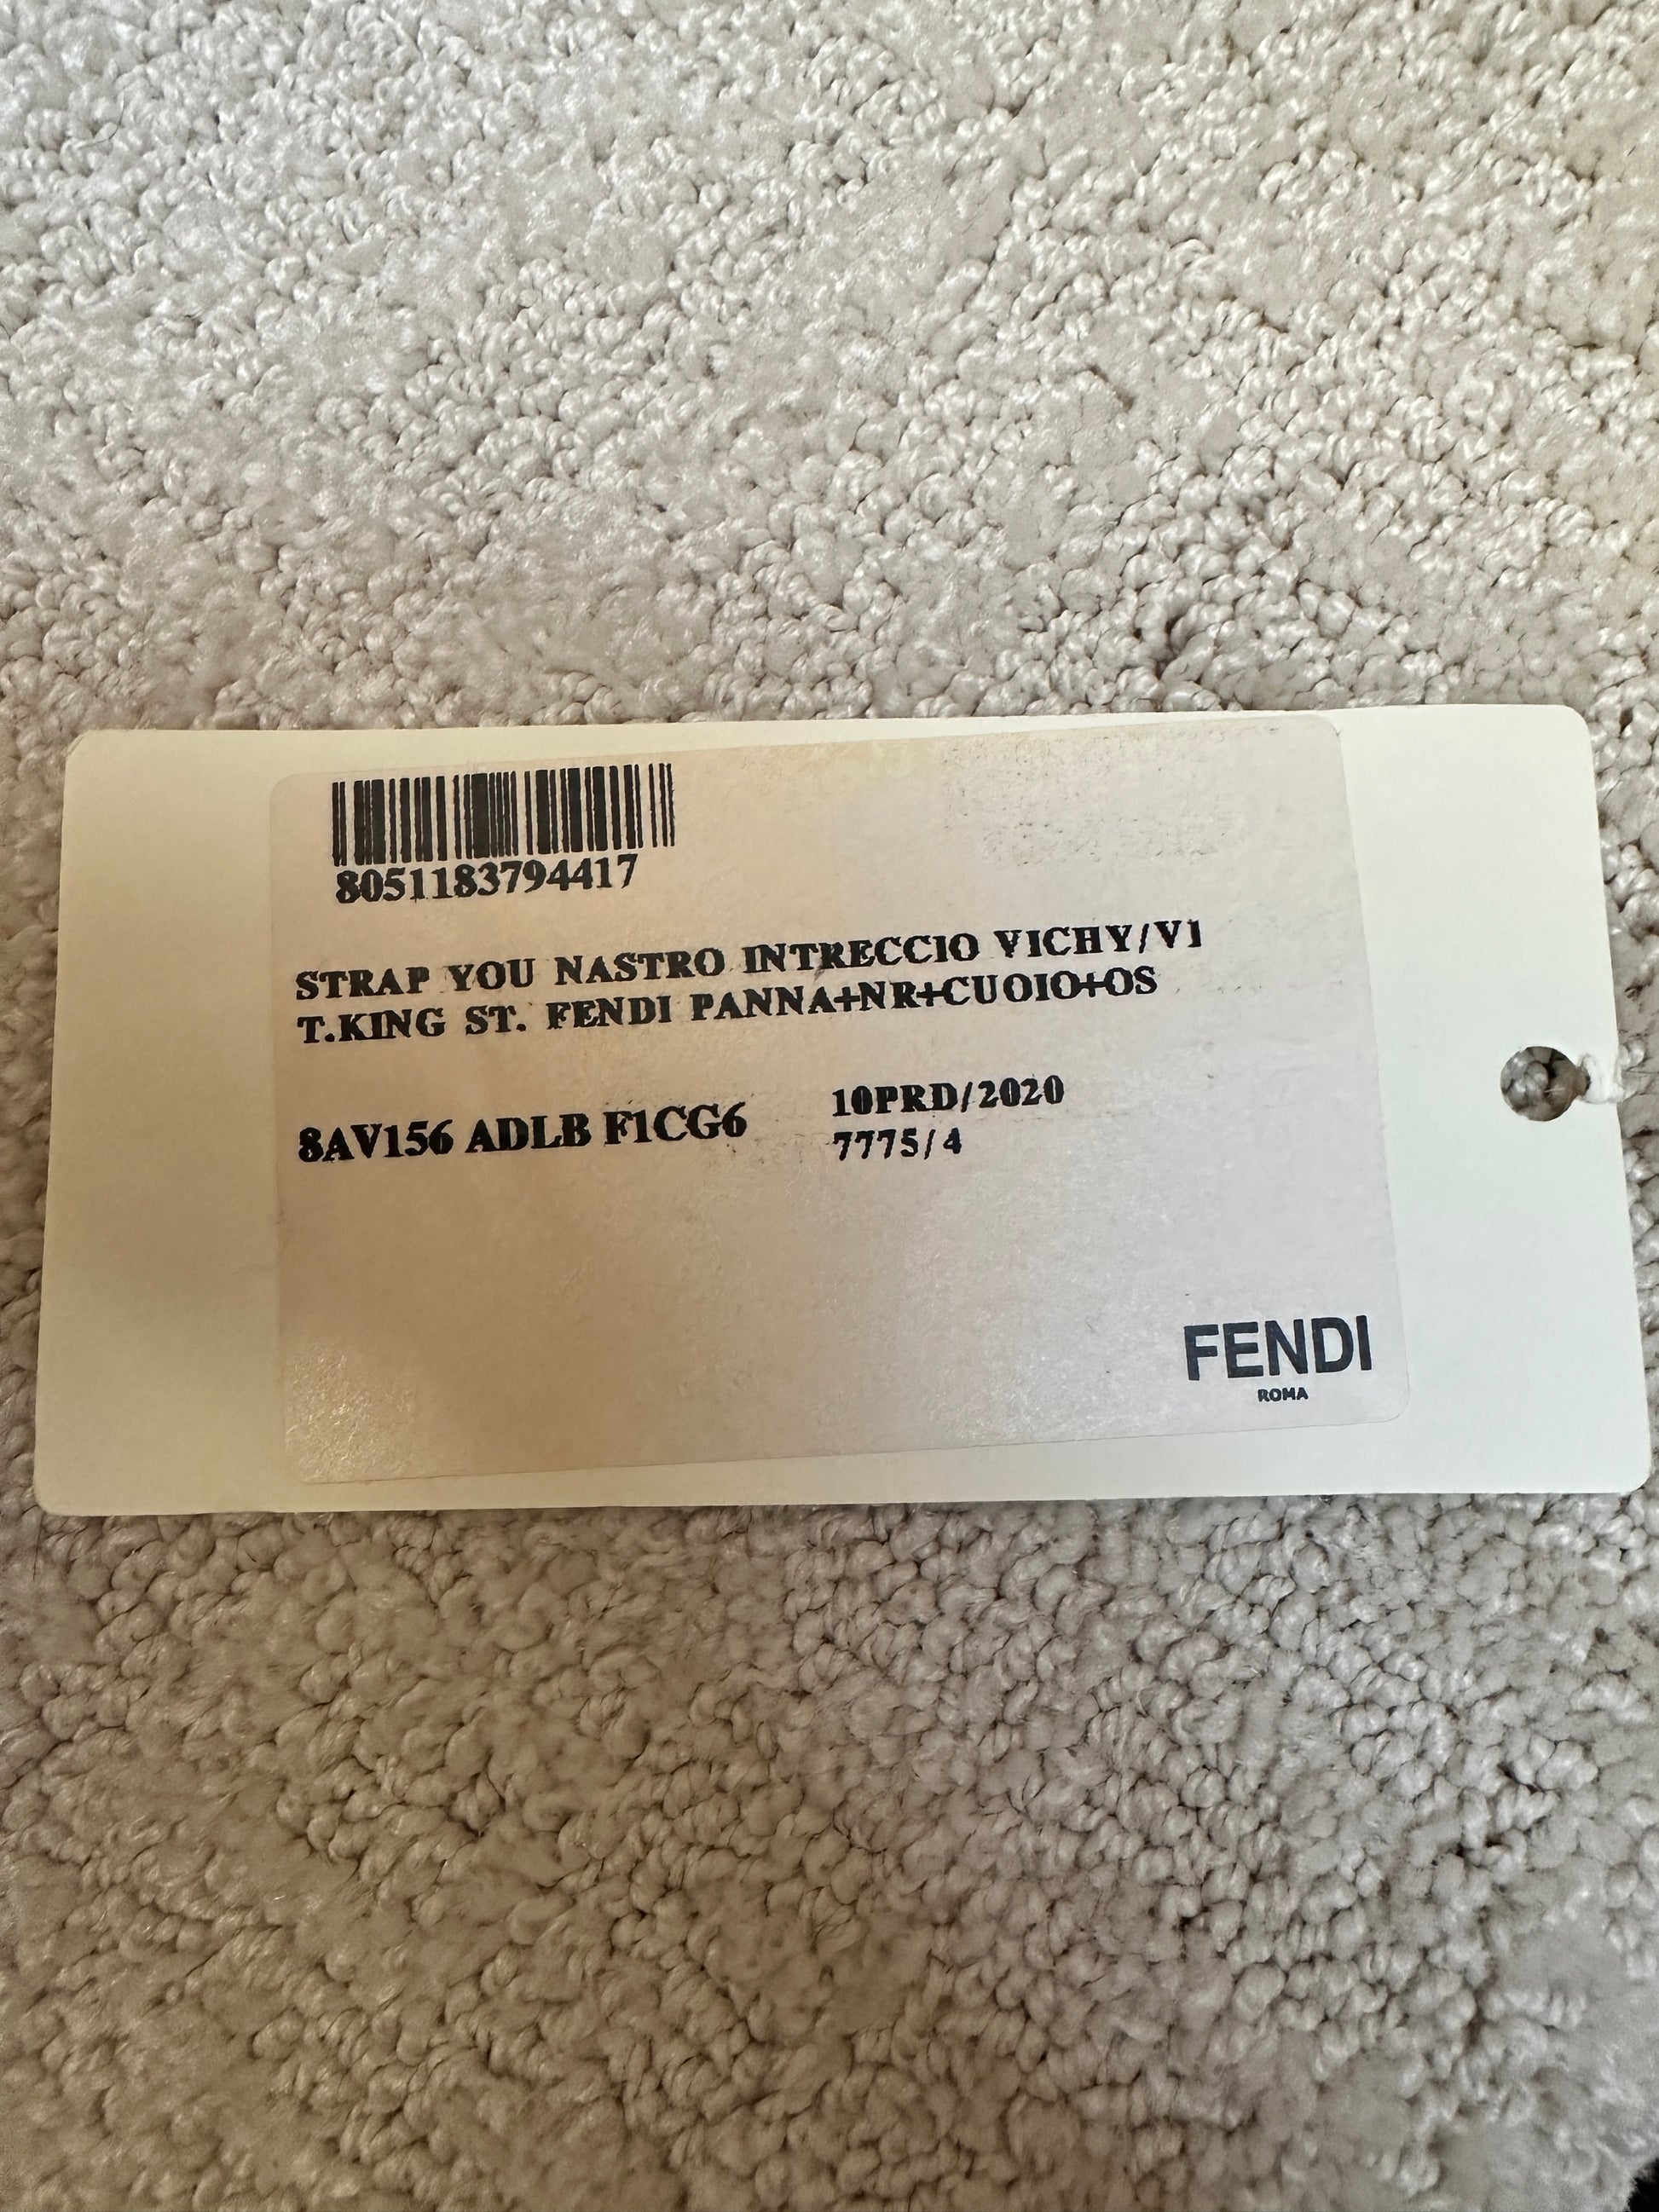 8051183794417
STRAP YOU NASTRO INTRECCIO VICHY/V1
T.KING ST. FENDI PANNA+NR+CUOIO+OS
8AV156 ADLB F1CG6
10PRD/2020
7775/4
FENDI
ROMA